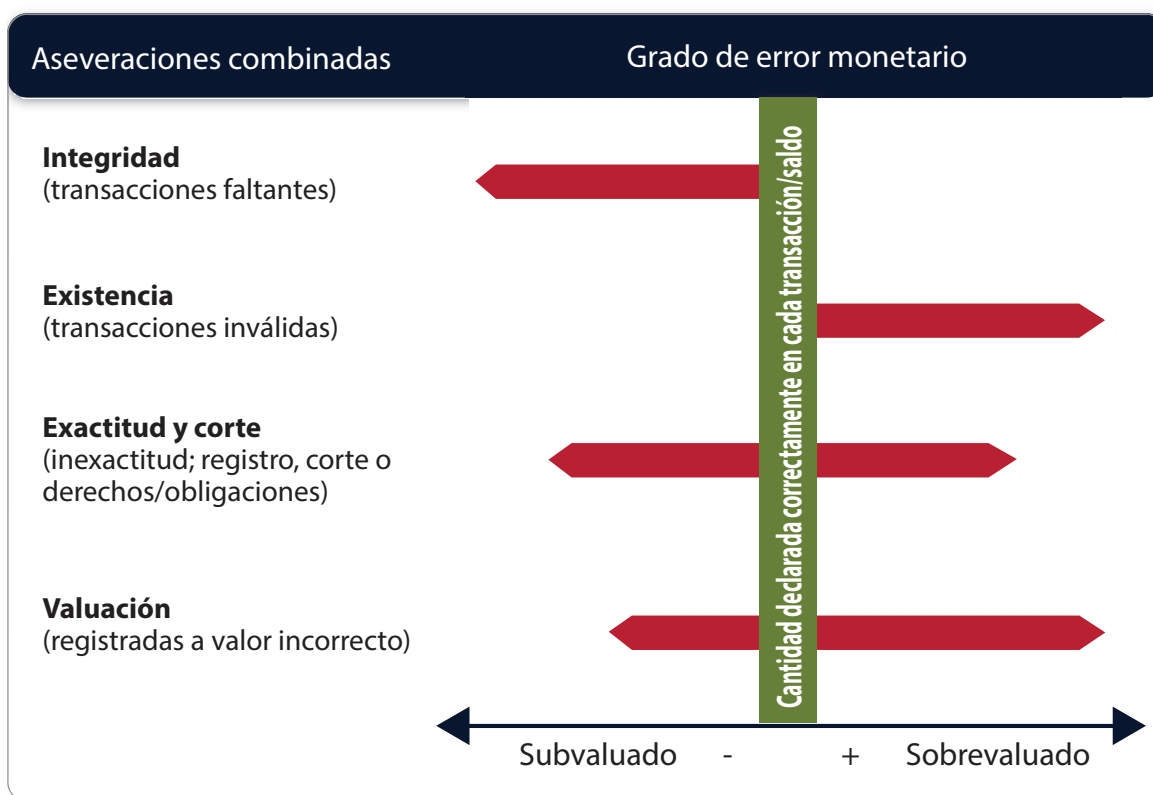 Aseveraciones combinadas
Grado de error monetario
Integridad
(transacciones faltantes)
Existencia
(transacciones inválidas)
Exactitud y corte
(inexactitud; registro, corte o
derechos/obligaciones)
Valuación
(registradas a valor incorrecto)
Cantidad declarada correctamente en cada transacción/saldo
Subvaluado - + Sobrevaluado